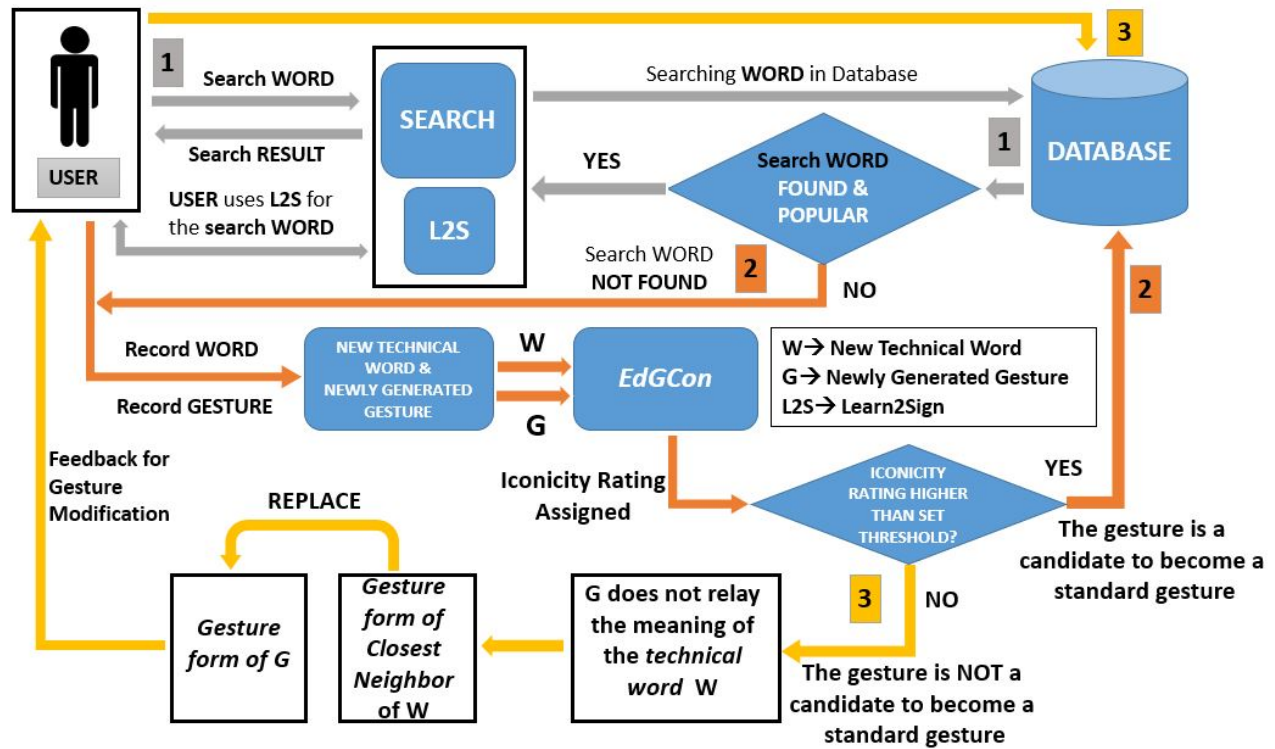 3
1
Search WORD
Searching WORD in Database
SEARCH
Search RESULT
USER
1
DATABASE
YES
Search WORD
FOUND &
POPULAR
USER uses L2S for
the search WORD
L2S
Search WORD
NOT FOUND
2
NO
2
Record WORD
Record GESTURE
NEW TECHNICAL
WORD &
NEWLY GENERATED
GESTURE
W
G
EdGCon
W→ New Technical Word
G→ Newly Generated Gesture
L2S→ Learn2Sign
Iconicity Rating
Assigned
ICONICITY
RATING HIGHER
THAN SET
THRESHOLD?
YES
The gesture is a
candidate to become a
standard gesture
Feedback for
Gesture
Modification
REPLACE
3
NO
Gesture
form of G
Gesture
form of
Closest
Neighbor
of W
G does not relay
the meaning of
the technical
word W
The gesture is NOT a
candidate to become a
standard gesture